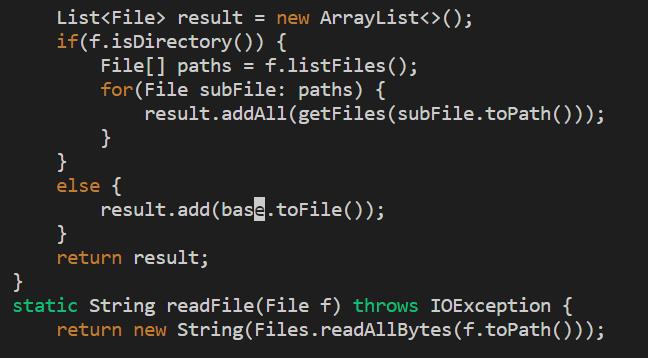 List<File> result = new ArrayList<>();
if(f.isDirectory()) {
File[] paths = f.listFiles();
for(File subFile: paths) {
result.addAll(getFiles(subFile.toPath()));
}
}
else {
result.add(base.toFile());
}
return result;
}
static String readFile(File f) throws IOException {
return new String(Files.readAllBytes(f.toPath()));